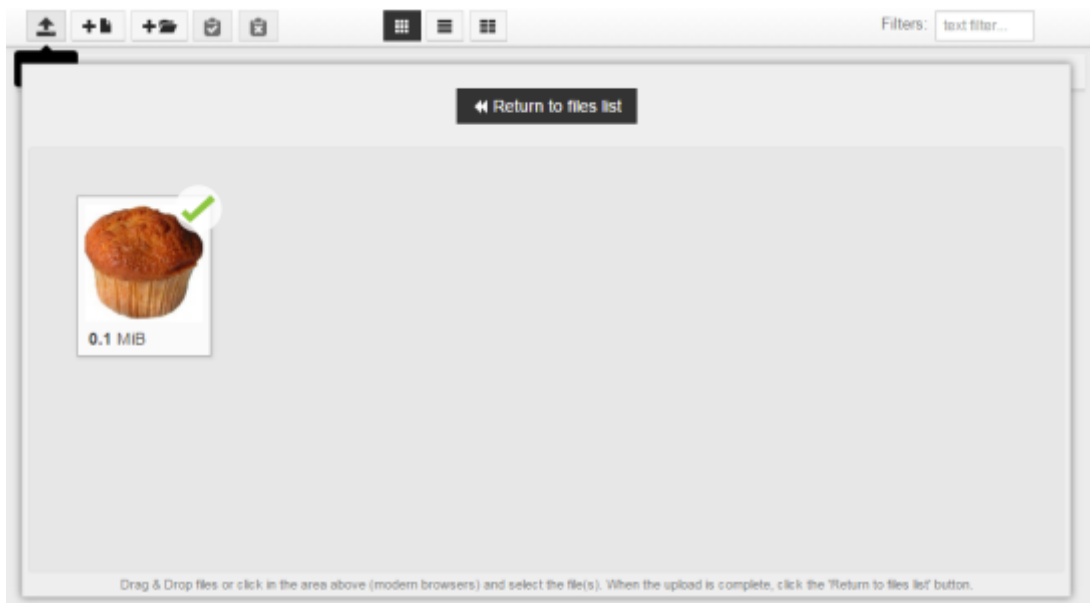 Filters: text filter...
Return to files list
0.1 MiB
Drag & Drop files or click in the area above (modern browsers) and select the file(s). When the upload is complete, click the 'Return to files list' button.